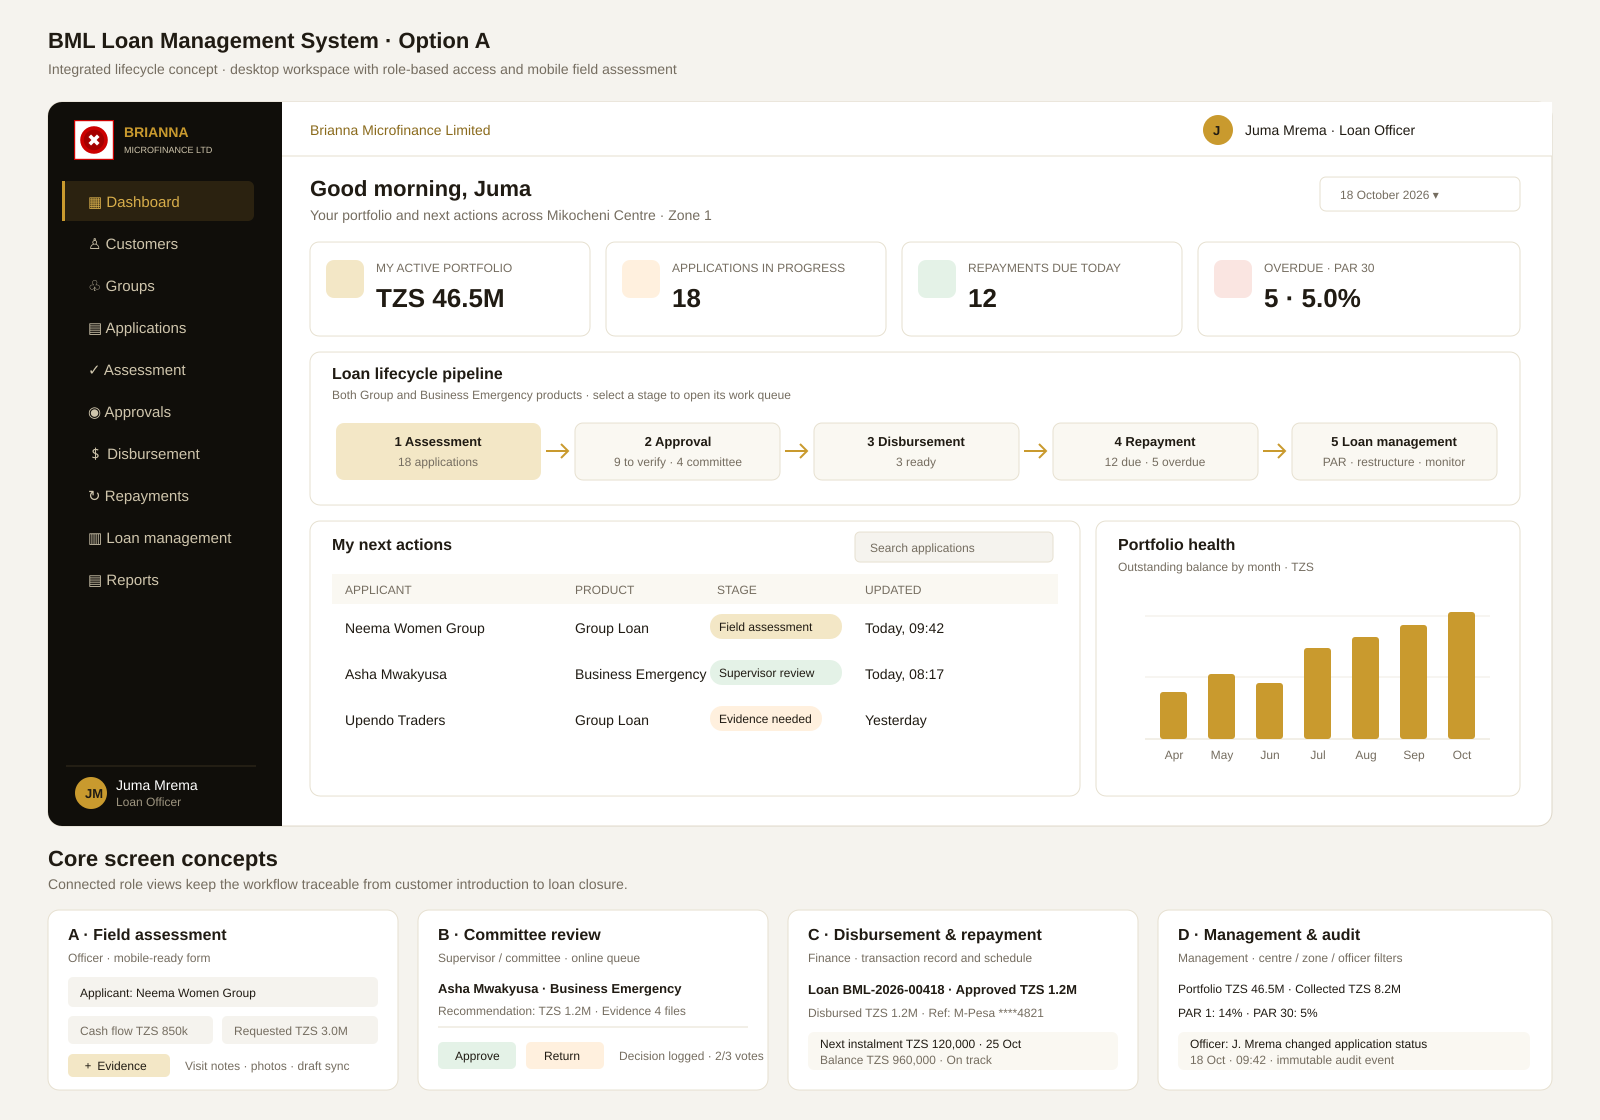 BML Loan Management System · Option A
Integrated lifecycle concept · desktop workspace with role-based access and mobile field assessment
BRIANNA
MICROFINANCE LTD
Dashboard
Customers
Groups
Applications
✓ Assessment
Approvals
$ Disbursement
↻ Repayments
Loan management
Reports
JM
Juma Mrema
Loan Officer
Brianna Microfinance Limited
J
Juma Mrema · Loan Officer
Good morning, Juma
Your portfolio and next actions across Mikocheni Centre · Zone 1
18 October 2026 ▾
MY ACTIVE PORTFOLIO
TZS 46.5M
APPLICATIONS IN PROGRESS
18
REPAYMENTS DUE TODAY
12
OVERDUE · PAR 30
5 · 5.0%
Loan lifecycle pipeline
Both Group and Business Emergency products · select a stage to open its work queue
1 Assessment
18 applications
2 Approval
9 to verify · 4 committee
3 Disbursement
3 ready
4 Repayment
12 due · 5 overdue
5 Loan management
PAR · restructure · monitor
My next actions
Search applications
APPLICANT PRODUCT STAGE UPDATED
Neema Women Group Group Loan Field assessment Today, 09:42
Asha Mwakyusa Business Emergency Supervisor review Today, 08:17
Upendo Traders Group Loan Evidence needed Yesterday
Portfolio health
Outstanding balance by month · TZS
Apr May Jun Jul Aug Sep Oct
Core screen concepts
Connected role views keep the workflow traceable from customer introduction to loan closure.
A · Field assessment
Officer · mobile-ready form
Applicant: Neema Women Group
Cash flow TZS 850k
Requested TZS 3.0M
+ Evidence
Visit notes · photos · draft sync
B · Committee review
Supervisor / committee · online queue
Asha Mwakyusa · Business Emergency
Recommendation: TZS 1.2M · Evidence 4 files
Approve
Return
Decision logged · 2/3 votes
C · Disbursement & repayment
Finance · transaction record and schedule
Loan BML-2026-00418 · Approved TZS 1.2M
Disbursed TZS 1.2M · Ref: M-Pesa ****4821
Next instalment TZS 120,000 · 25 Oct
Balance TZS 960,000 · On track
D · Management & audit
Management · centre / zone / officer filters
Portfolio TZS 46.5M · Collected TZS 8.2M
PAR 1: 14% · PAR 30: 5%
Officer: J. Mrema changed application status
18 Oct · 09:42 · immutable audit event